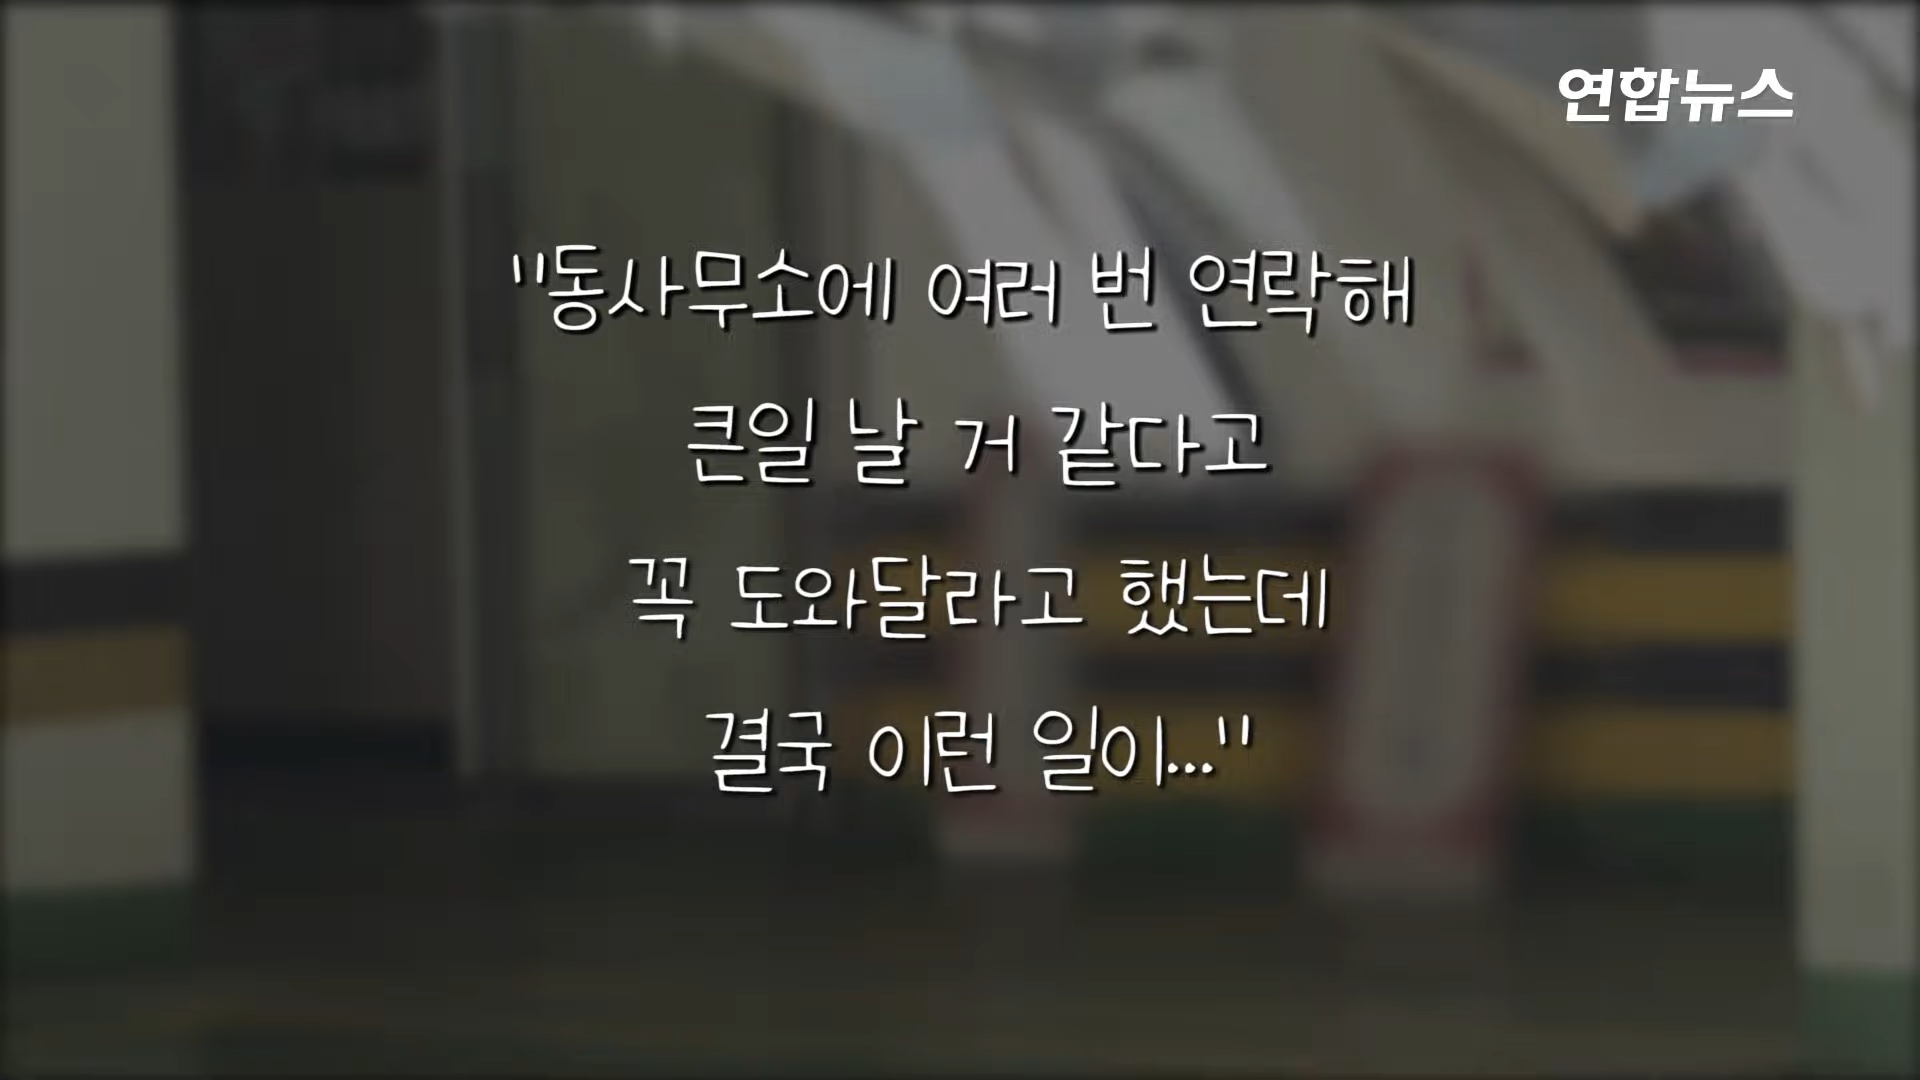 연합뉴스
"동사무소에 여러 번 연락해
큰일 날 거 같다고
꼭 도와달라고 했는데
결국 이런 일이..."